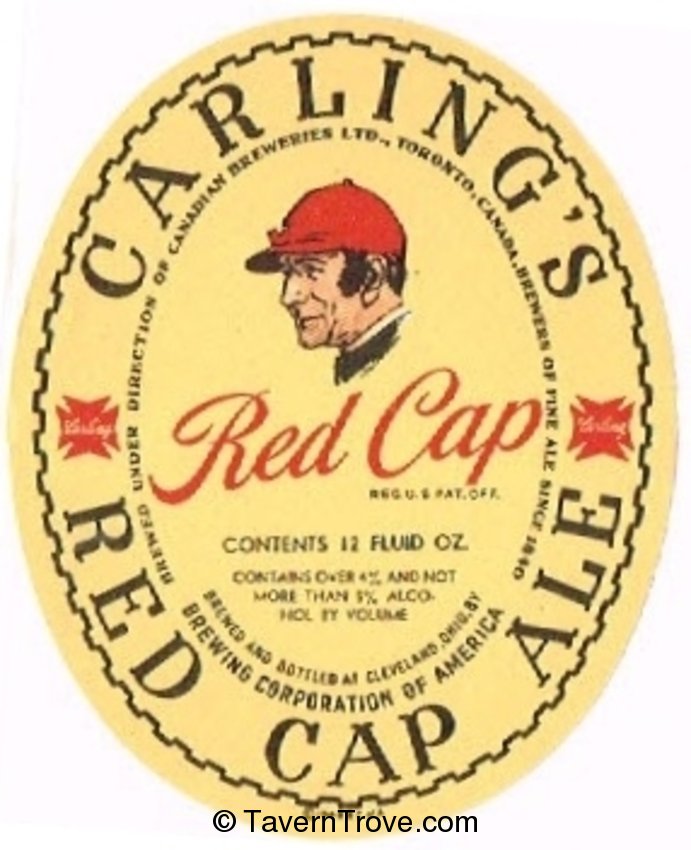 CARLING'S
BREWED UNDER DIRECTION OF CANADIAN BREWERIES LTD., TORONTO, CANADA, BREWERS OF FINE ALE SINCE 1840
Red Cap
REG. U.S PAT. OFF.
Carling
Carling
CONTENTS 12 FLUID OZ.
CONTAINS OVER 4% AND NOT
MORE THAN 5% ALCO-
HOL BY VOLUME
BREWED AND BOTTLED AT CLEVELAND, OHIO, BY
BREWING CORPORATION OF AMERICA
RED CAP ALE
© TavernTrove.com